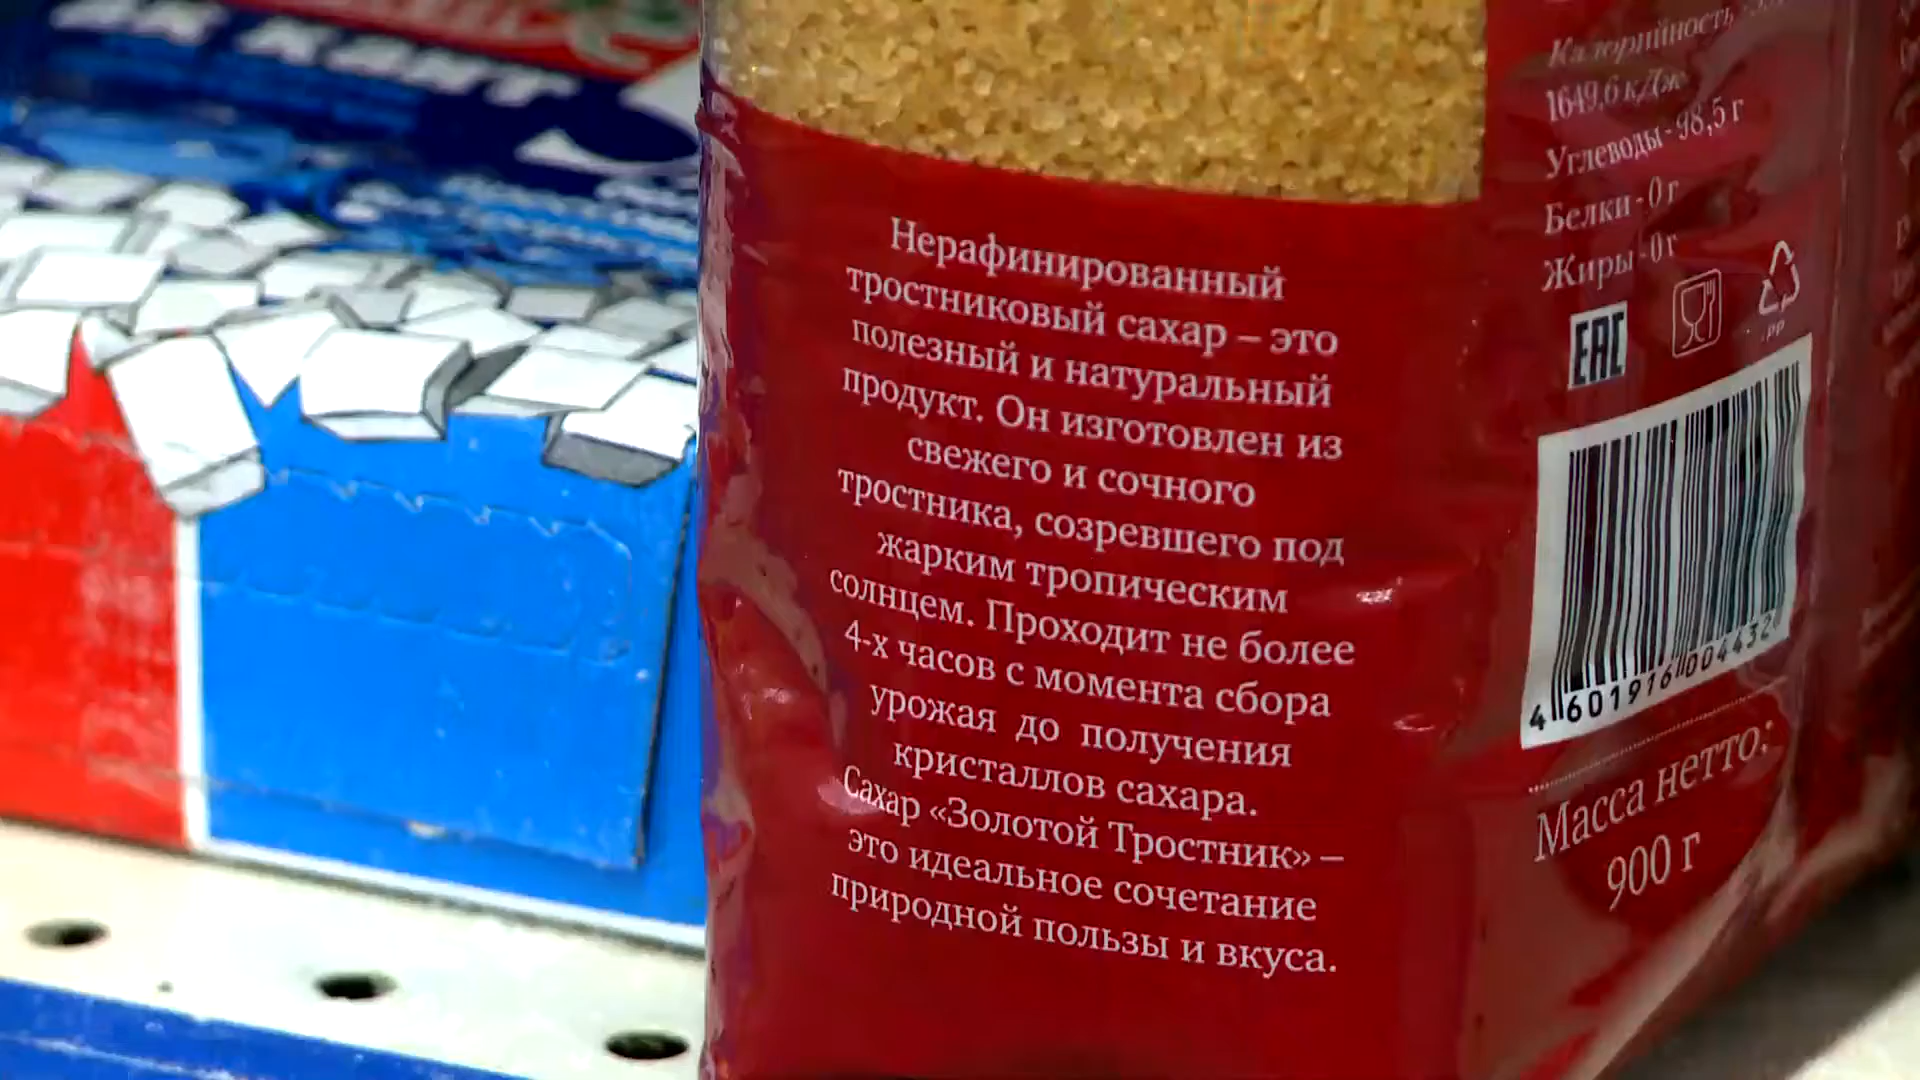 Нерафинированный
тростниковый сахар – это
полезный и натуральный
продукт. Он изготовлен из
свежего и сочного
тростника, созревшего под
жарким тропическим
солнцем. Проходит не более
4-х часов с момента сбора
урожая до получения
кристаллов сахара.
Сахар «Золотой Тростник» –
это идеальное сочетание
природной пользы и вкуса.
Калорийность
1649,6 кДж
Углеводы - 98,5 г
Белки - 0 г
Жиры - 0 г
EAC
PP
4 601916 004432
Масса нетто:
900 г